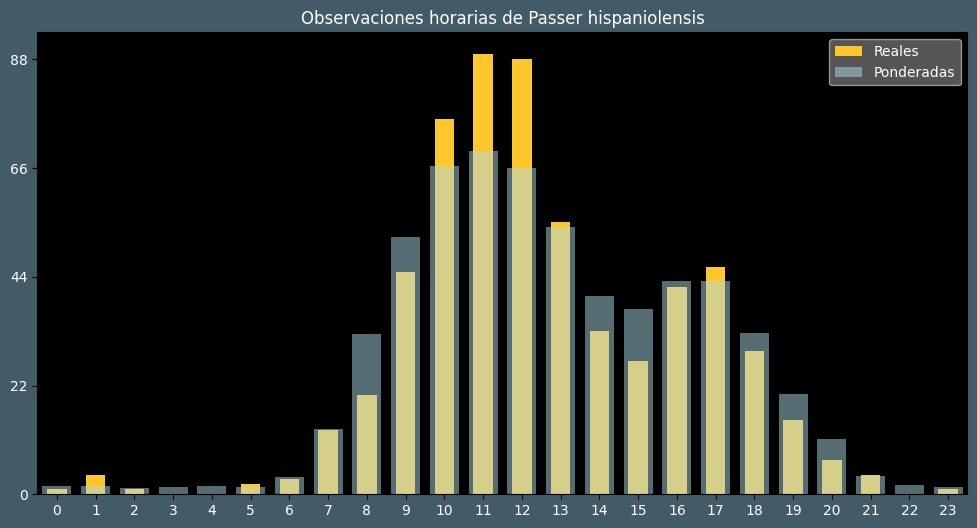 Observaciones horarias de Passer hispaniolensis
Reales
Ponderadas
88
66
44
22
0
0 1 2 3 4 5 6 7 8 9 10 11 12 13 14 15 16 17 18 19 20 21 22 23